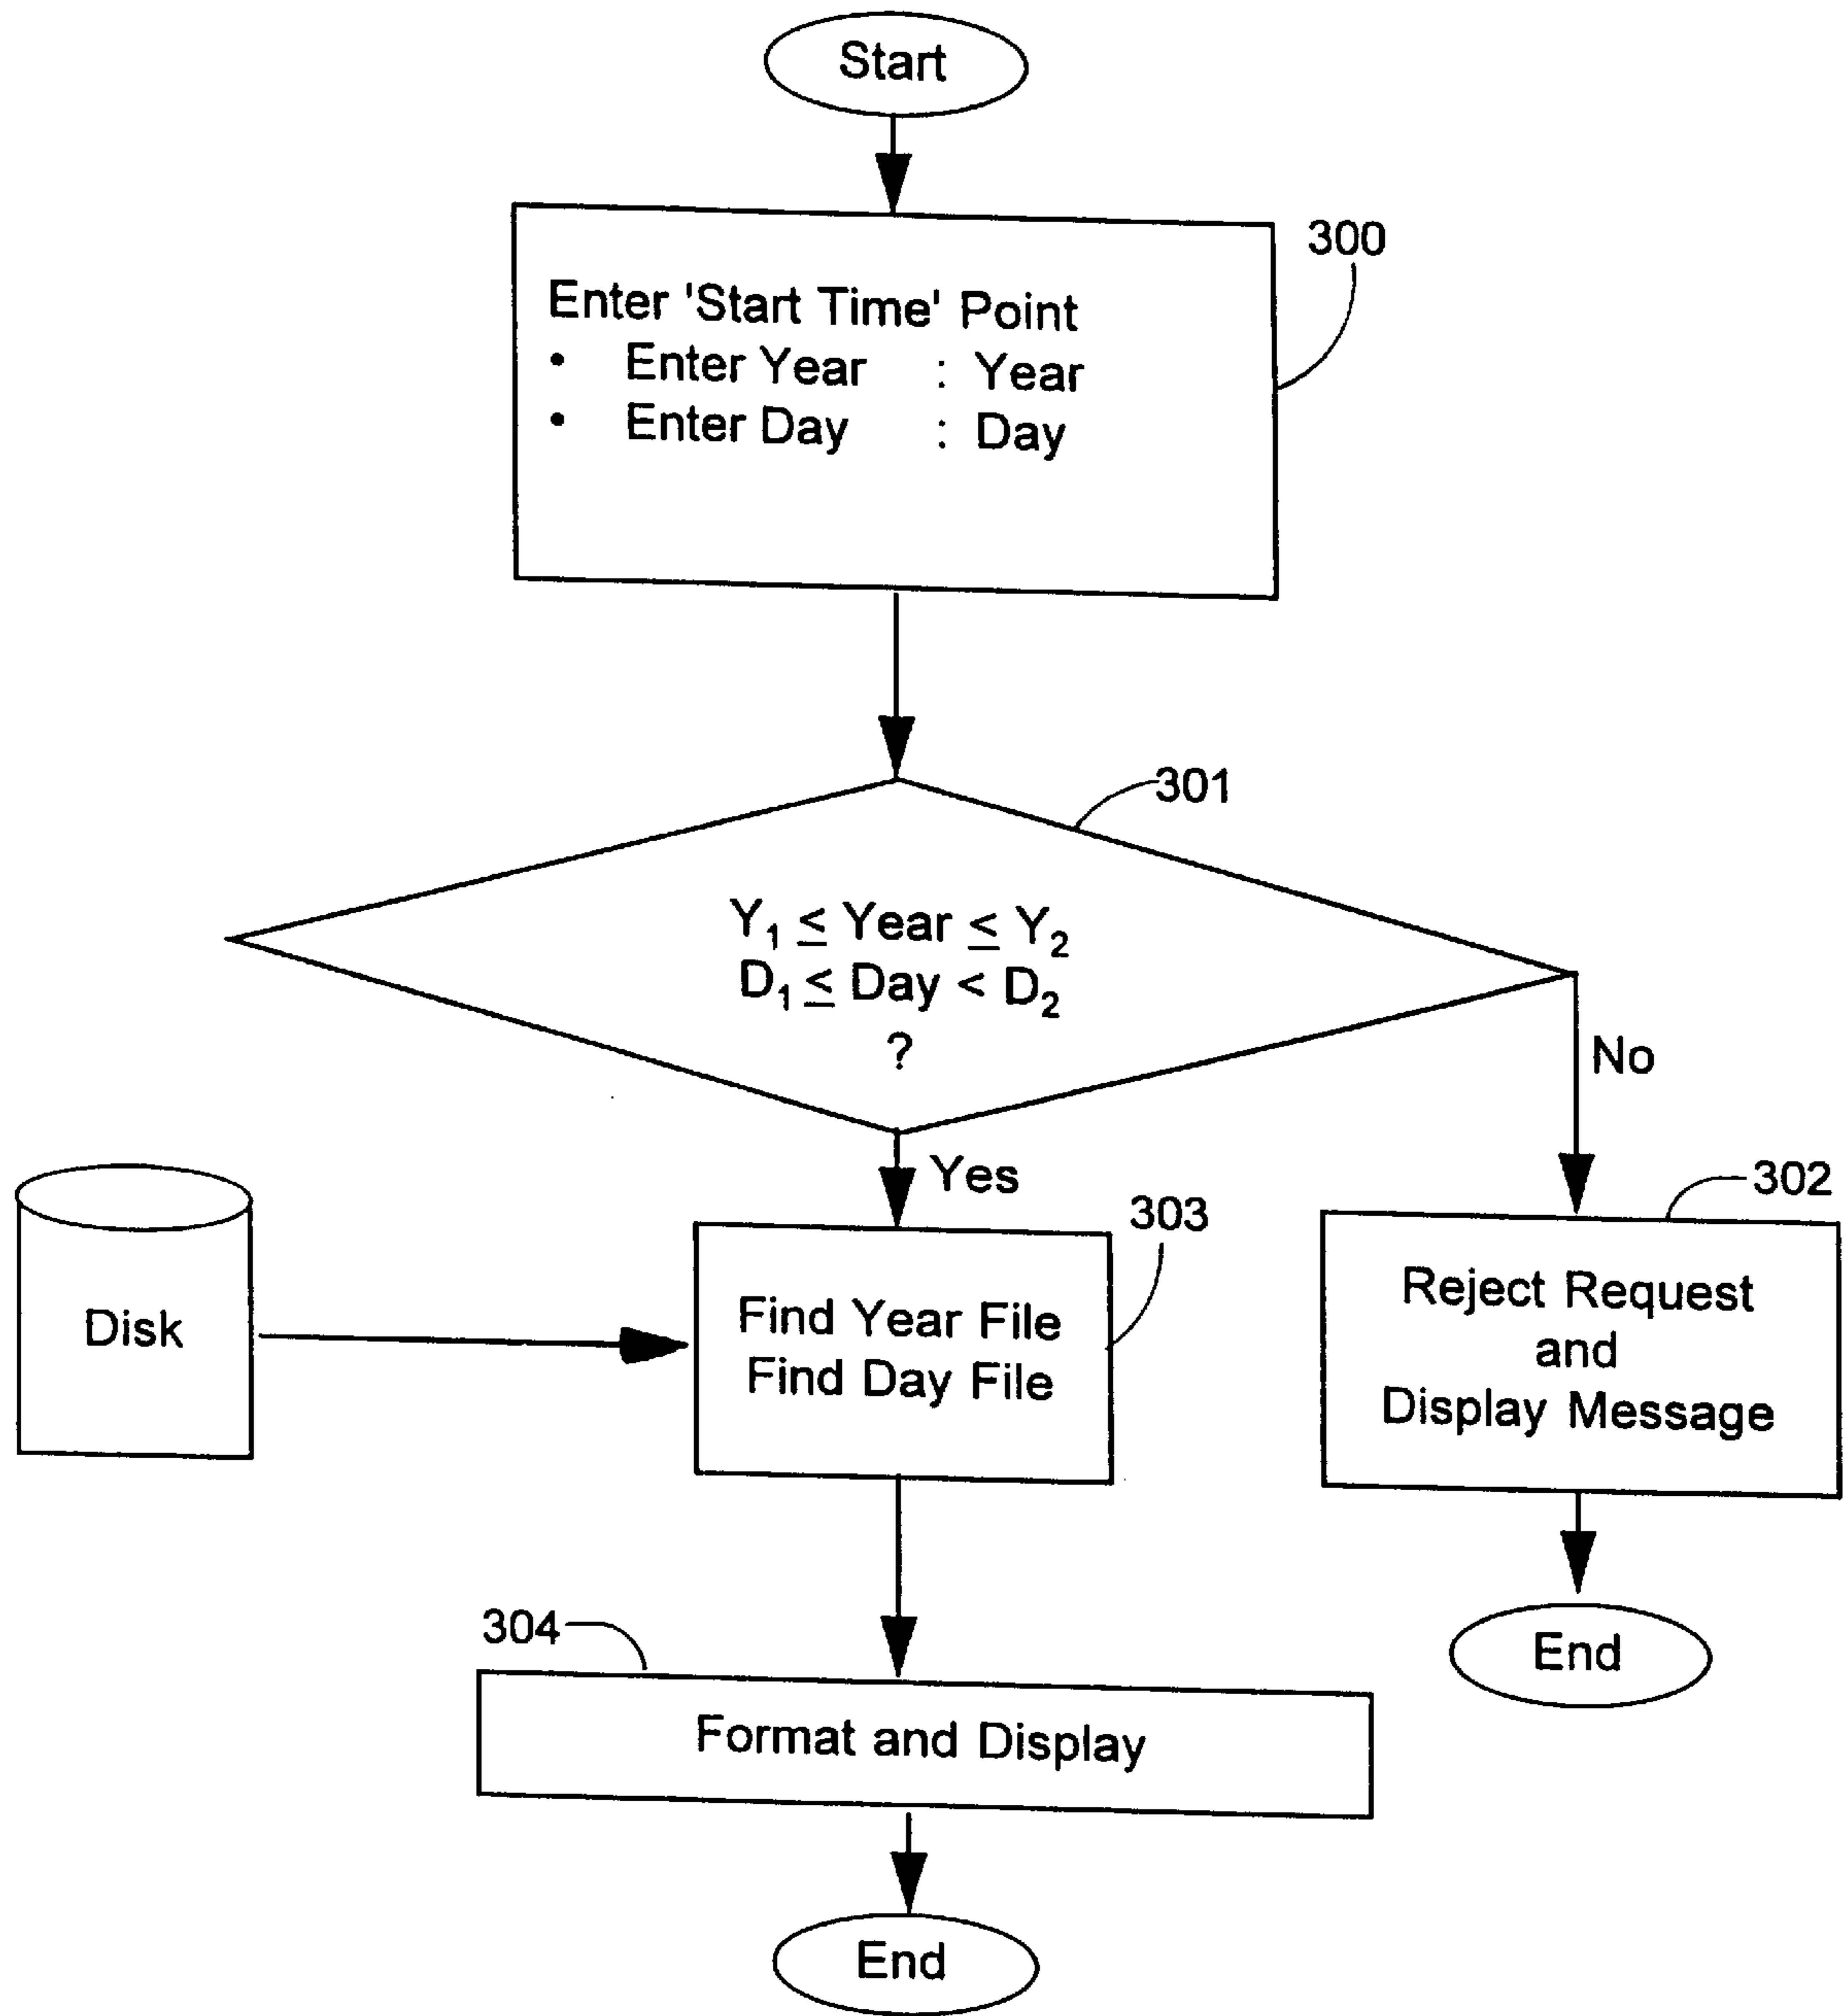 Start
300
Enter 'Start Time' Point
• Enter Year : Year
• Enter Day : Day
301
Y₁ ≤ Year ≤ Y₂
D₁ ≤ Day < D₂
?
No
Yes
302
303
Disk
Find Year File
Find Day File
Reject Request
and
Display Message
304
End
Format and Display
End